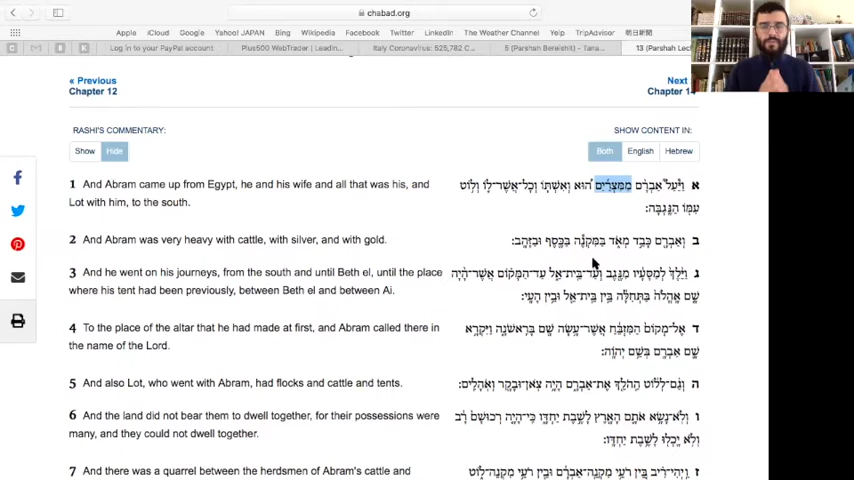 chabad.org
Apple iCloud Google Yahoo! JAPAN Bing Wikipedia Facebook Twitter LinkedIn The Weather Channel Yelp TripAdvisor 朝日新聞
Log in to your PayPal account Plus500 WebTrader | Leadin... Italy Coronavirus: 525,782 C... 5 (Parshah Bereishit) - Tana... 13 (Parshah Lech
« Previous
Chapter 12
Next
Chapter 1
RASHI'S COMMENTARY:
Show Hide
SHOW CONTENT IN:
Both English Hebrew
1 And Abram came up from Egypt, he and his wife and all that was his, and
Lot with him, to the south.
א וַיַּ֩עַל֩ אַבְרָ֨ם מִמִּצְרַ֜יִם ה֠וּא וְאִשְׁתּ֧וֹ וְכָל־אֲשֶׁר־ל֛וֹ וְל֥וֹט
עִמּ֖וֹ הַנֶּֽגְבָּה:
2 And Abram was very heavy with cattle, with silver, and with gold.
ב וְאַבְרָ֖ם כָּבֵ֣ד מְאֹ֑ד בַּמִּקְנֶ֕ה בַּכֶּ֖סֶף וּבַזָּהָֽב:
3 And he went on his journeys, from the south and until Beth el, until the place
where his tent had been previously, between Beth el and between Ai.
ג וַיֵּ֨לֶךְ֙ לְמַסָּעָ֔יו מִנֶּ֖גֶב וְעַד־בֵּֽית־אֵ֑ל עַד־הַמָּק֗וֹם אֲשֶׁר־הָ֨יָה
שָׁ֤ם אָֽהֳלֹה֙ בַּתְּחִלָּ֔ה בֵּ֥ין בֵּֽית־אֵ֖ל וּבֵ֥ין הָעָֽי:
4 To the place of the altar that he had made at first, and Abram called there in
the name of the Lord.
ד אֶל־מְקוֹם֙ הַמִּזְבֵּ֔חַ אֲשֶׁר־עָ֥שָׂה שָׁ֖ם בָּרִֽאשֹׁנָ֑ה וַיִּקְרָ֥א
שָׁ֛ם אַבְרָ֖ם בְּשֵׁ֥ם יְהֹוָֽה:
5 And also Lot, who went with Abram, had flocks and cattle and tents.
ה וְגַ֨ם־לְל֔וֹט הַֽהֹלֵ֖ךְ אֶת־אַבְרָ֑ם הָיָ֥ה צֹֽאן־וּבָקָ֖ר וְאֹֽהָלִֽים:
6 And the land did not bear them to dwell together, for their possessions were
many, and they could not dwell together.
ו וְלֹֽא־נָשָׂ֥א אֹתָ֛ם הָאָ֖רֶץ לָשֶׁ֣בֶת יַחְדָּ֑ו כִּֽי־הָיָ֤ה רְכוּשָׁם֙ רָ֔ב
וְלֹ֥א יָֽכְל֖וּ לָשֶׁ֥בֶת יַחְדָּֽו:
7 And there was a quarrel between the herdsmen of Abram's cattle and
ז וַֽיְהִי־רִ֗יב בֵּ֚ין רֹעֵ֣י מִקְנֵֽה־אַבְרָ֔ם וּבֵ֖ין רֹעֵ֣י מִקְנֵה־ל֑וֹט